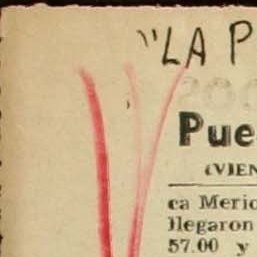 "LA P
Pue
(VIEN
ca Meric
llegaron
57.00 y